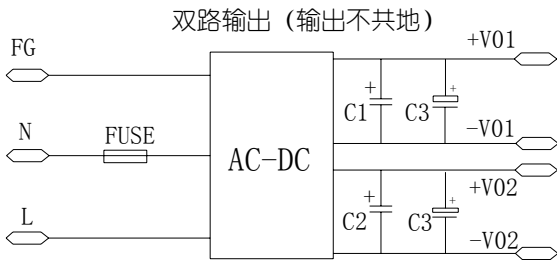 双路输出（输出不共地）
FG
+V01
+
C1
+
C3
N
FUSE
AC-DC
-V01
+V02
L
+
C2
+
C3
-V02